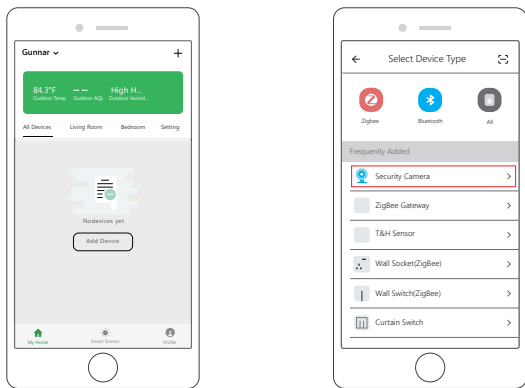 Gunnar
84.3°F
Outdoor Temp
— —
Outdoor AQI,
High H...
Outdoor Humid...
All Devices
Living Room
Bedroom
Setting
Nodevices yet
Add Device
My Home
Smart Scenes
Profile
Select Device Type
Zigbee
Bluetooth
All
Frequently Added
Security Camera
ZigBee Gateway
T&H Sensor
Wall Socket(ZigBee)
Wall Switch(ZigBee)
Curtain Switch